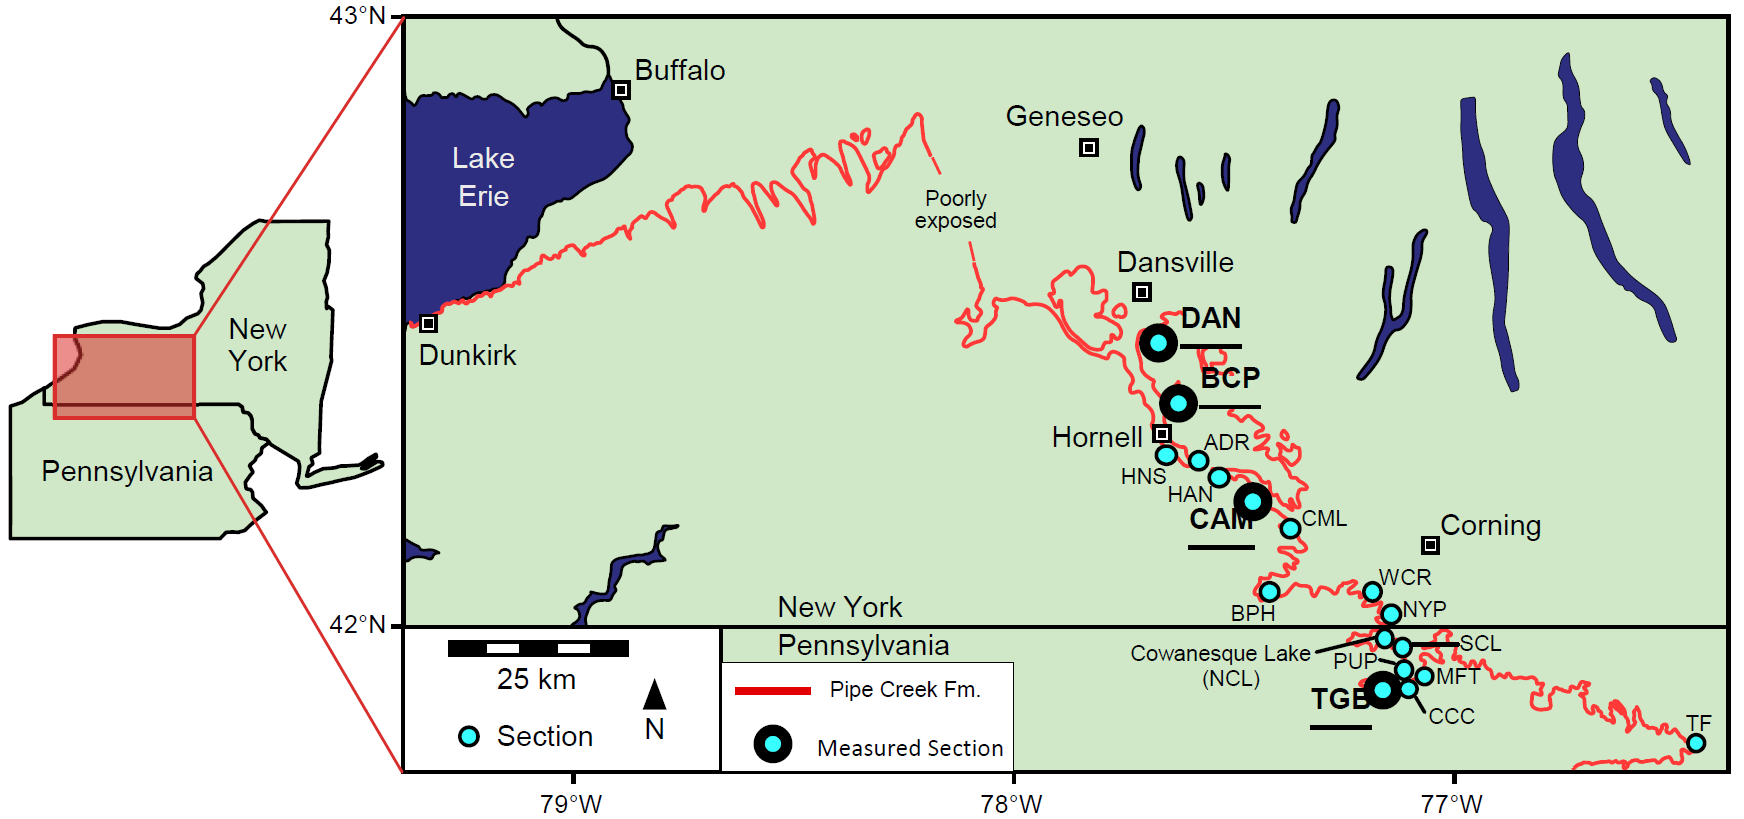 43°N
Buffalo
Geneseo
Lake
Erie
Poorly
exposed
Dansville
DAN
New
York
Dunkirk
BCP
Hornell
ADR
Pennsylvania
HNS
HAN
CAM
CML
Corning
WCR
BPH
NYP
New York
42°N
Pennsylvania
SCL
Cowanesque Lake
(NCL)
PUP
MFT
25 km
Pipe Creek Fm.
TGB
CCC
N
Section
Measured Section
TF
79°W
78°W
77°W